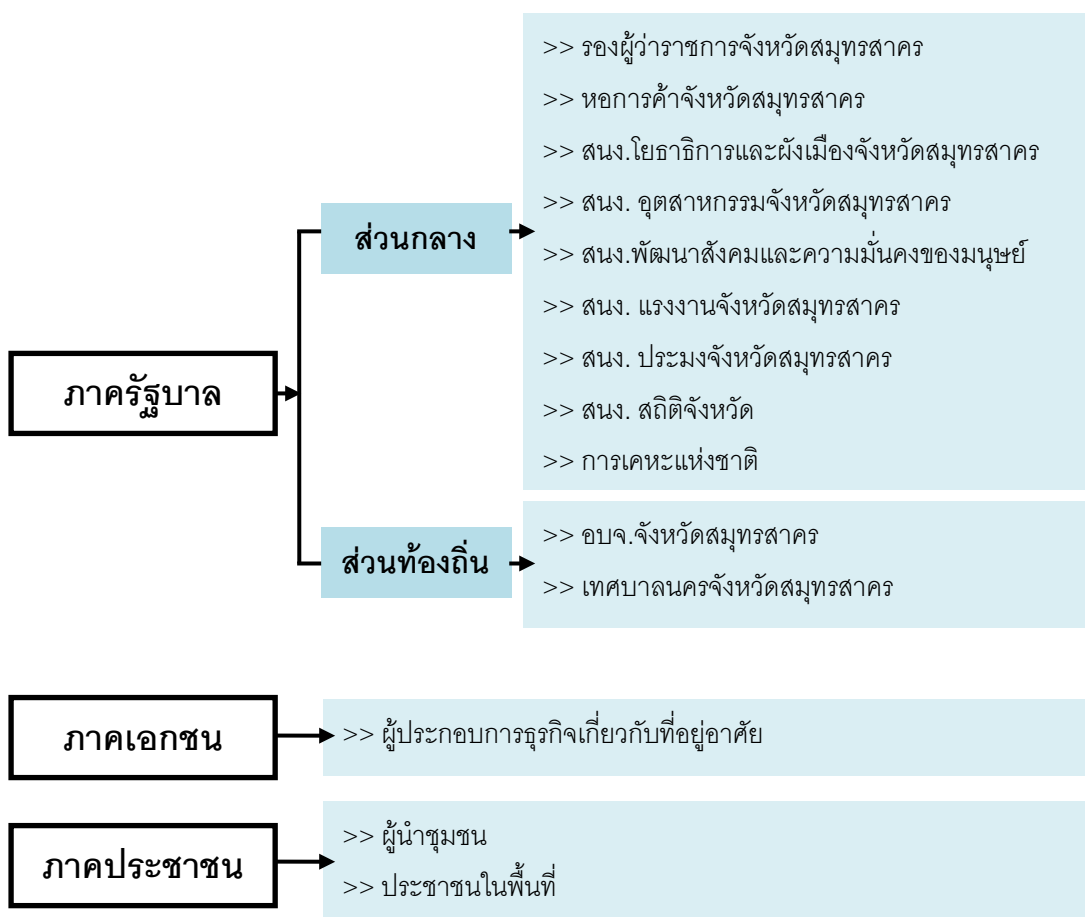 ภาครัฐบาล
ส่วนกลาง
>> รองผู้ว่าราชการจังหวัดสมุทรสาคร
>> หอการค้าจังหวัดสมุทรสาคร
>> สนง.โยธาธิการและผังเมืองจังหวัดสมุทรสาคร
>> สนง. อุตสาหกรรมจังหวัดสมุทรสาคร
>> สนง.พัฒนาสังคมและความมั่นคงของมนุษย์
>> สนง. แรงงานจังหวัดสมุทรสาคร
>> สนง. ประมงจังหวัดสมุทรสาคร
>> สนง. สถิติจังหวัด
>> การเคหะแห่งชาติ
ส่วนท้องถิ่น
>> อบจ.จังหวัดสมุทรสาคร
>> เทศบาลนครจังหวัดสมุทรสาคร
ภาคเอกชน
>> ผู้ประกอบการธุรกิจเกี่ยวกับที่อยู่อาศัย
ภาคประชาชน
>> ผู้นำชุมชน
>> ประชาชนในพื้นที่